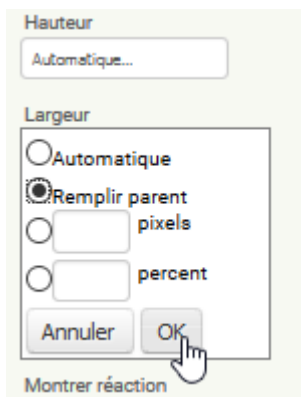 Hauteur
Automatique...
Largeur
Automatique
Remplir parent
pixels
percent
Annuler OK
Montrer réaction